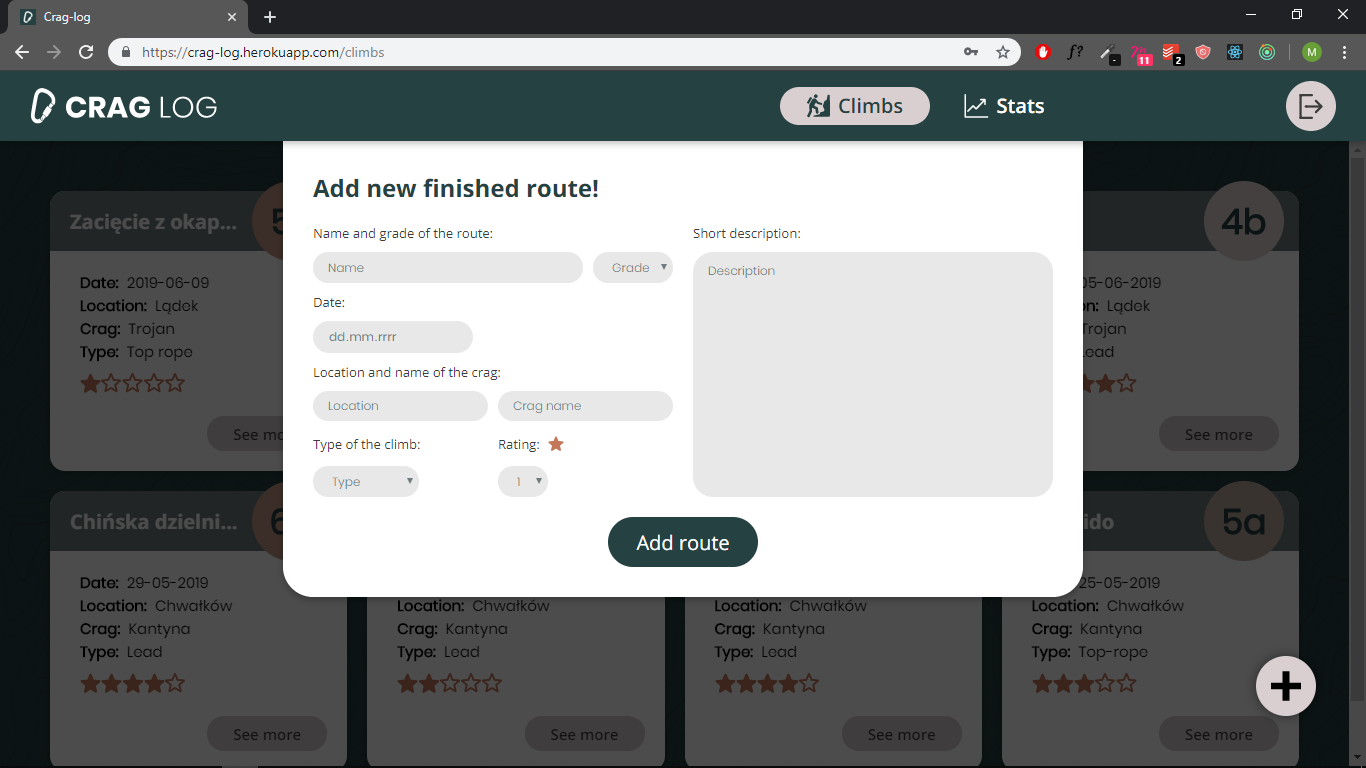 Crag-log
https://crag-log.herokuapp.com/climbs
f?
11
2
M
CRAG LOG
Climbs
Stats
Add new finished route!
Name and grade of the route:
Name
Grade
Date:
dd.mm.rrrr
Location and name of the crag:
Location
Crag name
Type of the climb:
Rating:
Type
1
Short description:
Description
Add route
Zacięcie z okap...
5
Date: 2019-06-09
Location: Lądek
Crag: Trojan
Type: Top rope
See mo
4b
05-06-2019
on: Lądek
Trojan
Lead
See more
Chińska dzielni...
6
Date: 29-05-2019
Location: Chwałków
Crag: Kantyna
Type: Lead
See more
Location: Chwałków
Crag: Kantyna
Type: Lead
See more
Location: Chwałków
Crag: Kantyna
Type: Lead
See more
ido
5a
25-05-2019
Location: Chwałków
Crag: Kantyna
Type: Top-rope
See more